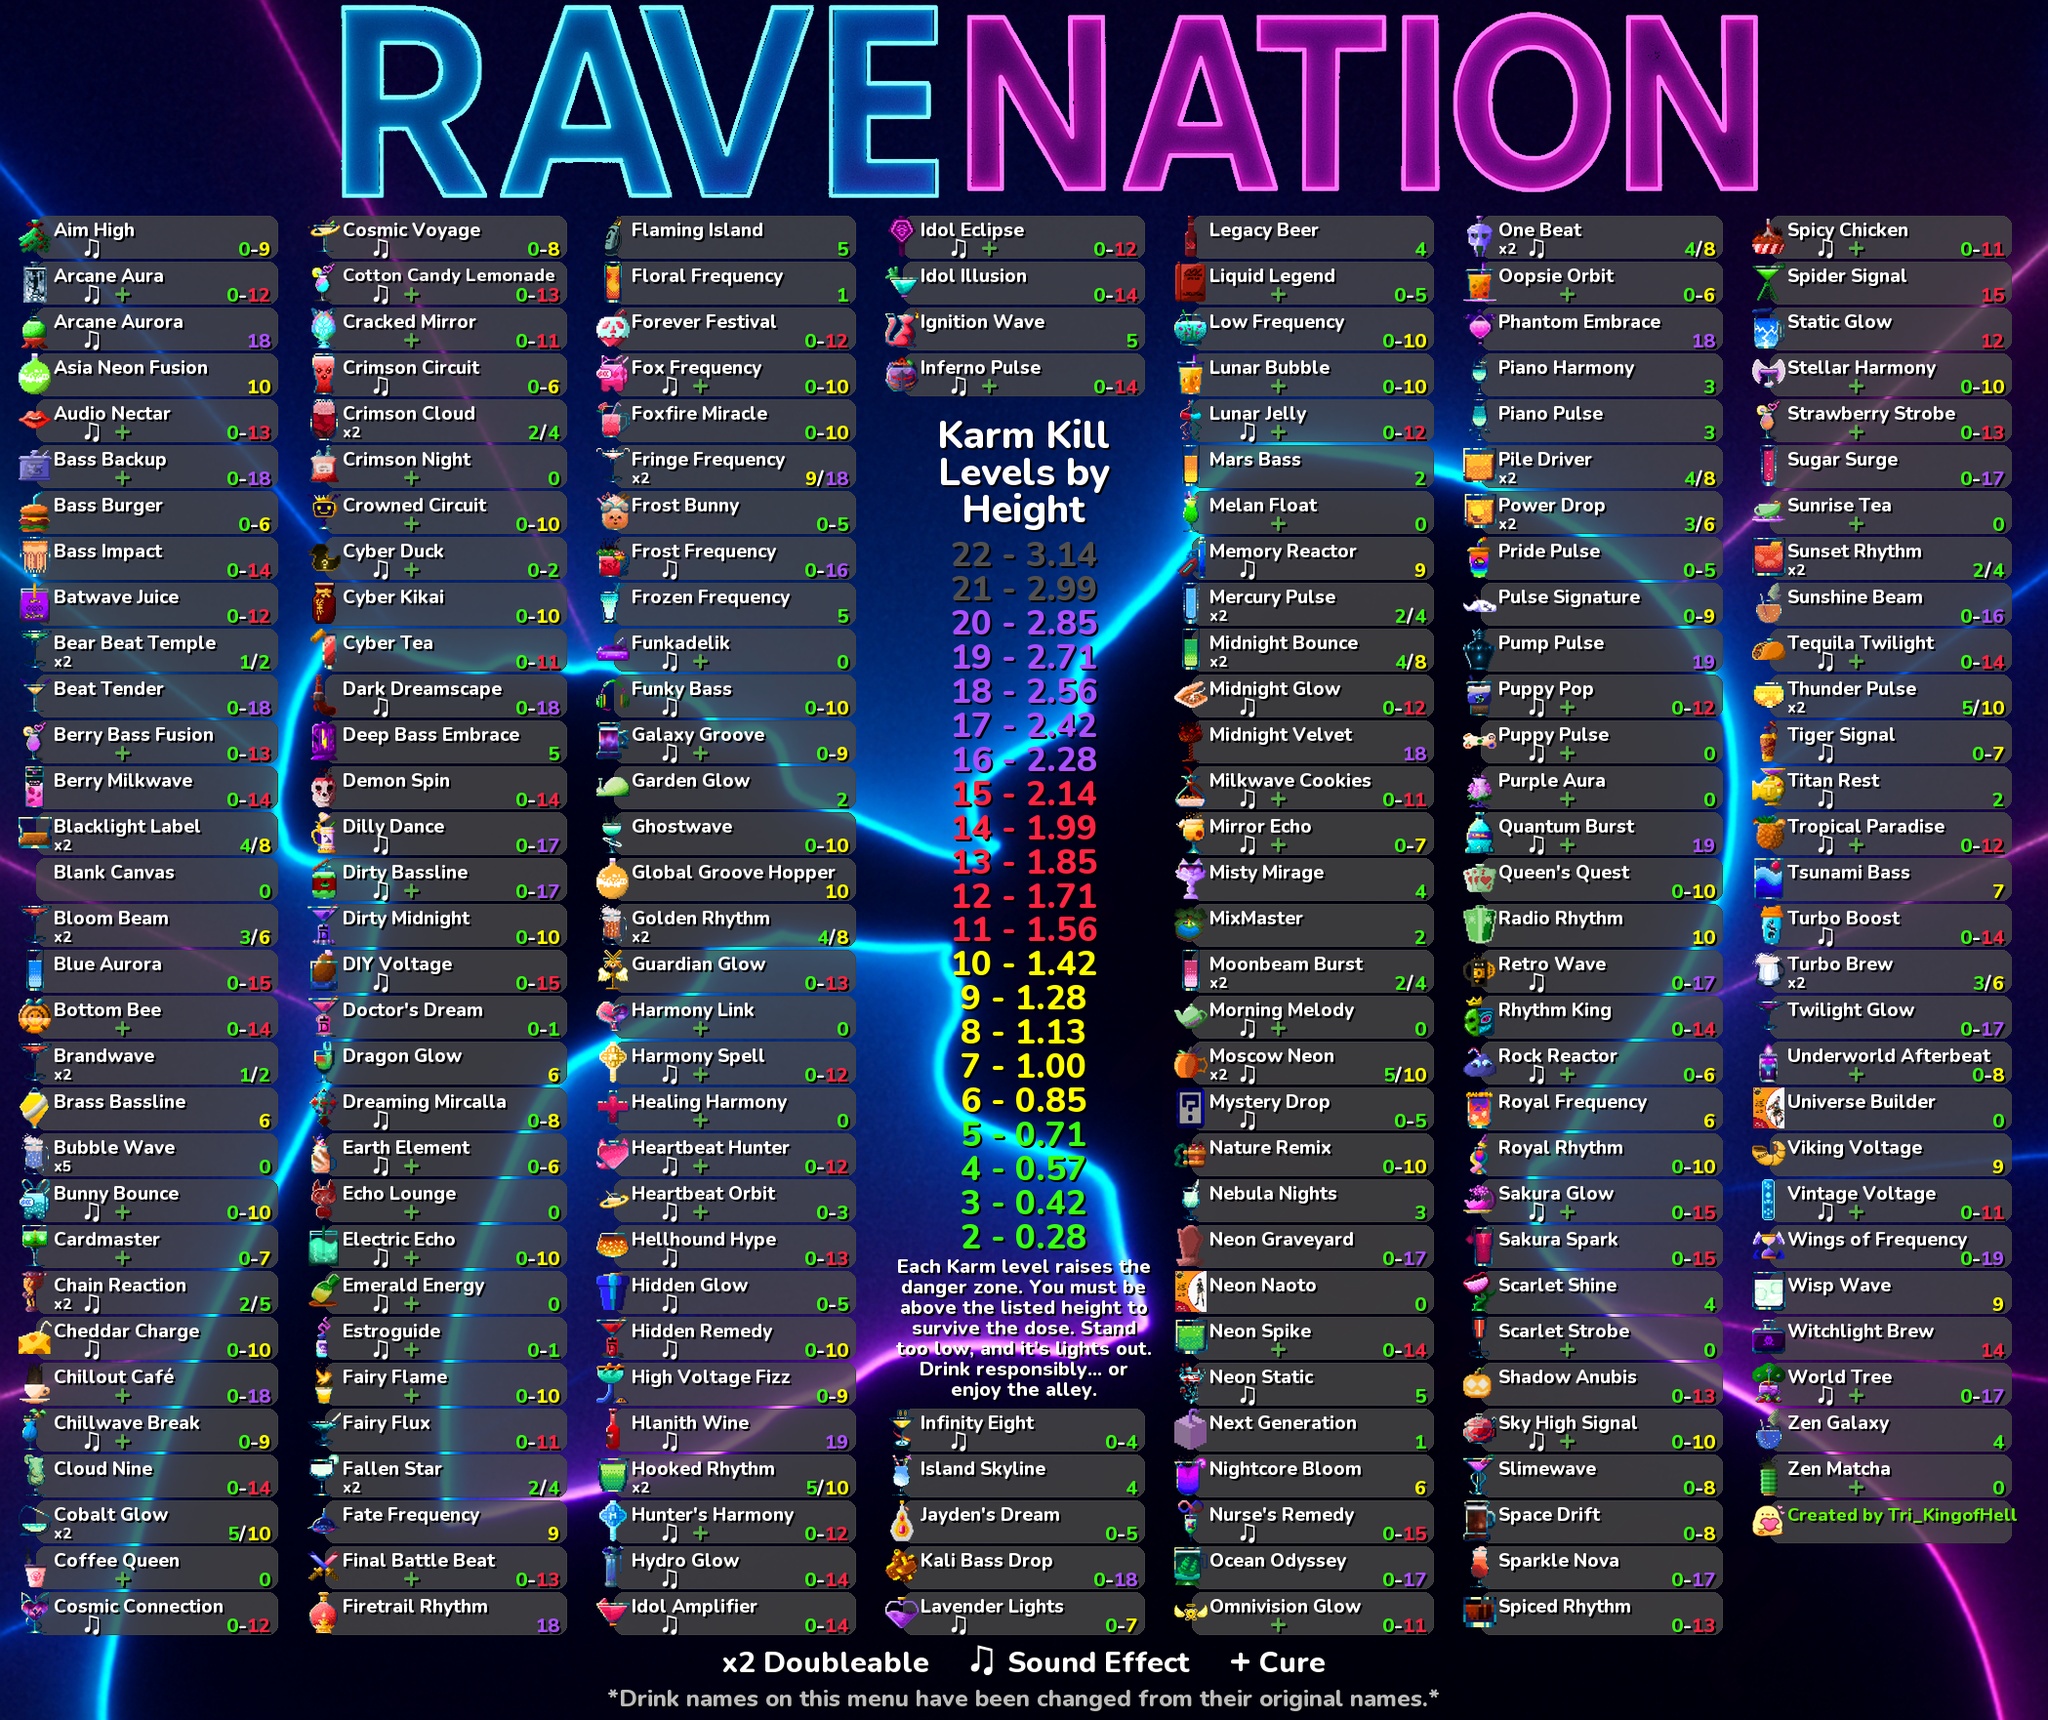 RAVENATION
Aim High
♫ 0-9
Arcane Aura
♫ + 0-12
Arcane Aurora
♫ 18
Asia Neon Fusion
10
Audio Nectar
♫ + 0-13
Bass Backup
+ 0-18
Bass Burger
0-6
Bass Impact
0-14
Batwave Juice
0-12
Bear Beat Temple
x2 1/2
Beat Tender
0-18
Berry Bass Fusion
+ 0-13
Berry Milkwave
0-14
Blacklight Label
x2 4/8
Blank Canvas
0
Bloom Beam
x2 3/6
Blue Aurora
0-15
Bottom Bee
+ 0-14
Brandwave
x2 1/2
Brass Bassline
6
Bubble Wave
x5 0
Bunny Bounce
♫ + 0-10
Cardmaster
+ 0-7
Chain Reaction
x2 ♫ 2/5
Cheddar Charge
♫ 0-10
Chillout Café
+ 0-18
Chillwave Break
♫ + 0-9
Cloud Nine
0-14
Cobalt Glow
x2 5/10
Coffee Queen
+ 0
Cosmic Connection
♫ 0-12
Cosmic Voyage
♫ 0-8
Cotton Candy Lemonade
♫ + 0-13
Cracked Mirror
+ 0-11
Crimson Circuit
♫ 0-6
Crimson Cloud
x2 2/4
Crimson Night
+ 0
Crowned Circuit
+ 0-10
Cyber Duck
♫ + 0-2
Cyber Kikai
0-10
Cyber Tea
0-11
Dark Dreamscape
♫ 0-18
Deep Bass Embrace
5
Demon Spin
0-14
Dilly Dance
♫ 0-17
Dirty Bassline
♫ + 0-17
Dirty Midnight
0-10
DIY Voltage
♫ 0-15
Doctor's Dream
0-1
Dragon Glow
6
Dreaming Mircalla
♫ 0-8
Earth Element
♫ + 0-6
Echo Lounge
+ 0
Electric Echo
♫ + 0-10
Emerald Energy
♫ + 0
Estroguide
♫ + 0-1
Fairy Flame
+ 0-10
Fairy Flux
0-11
Fallen Star
x2 2/4
Fate Frequency
9
Final Battle Beat
+ 0-13
Firetrail Rhythm
18
Flaming Island
5
Floral Frequency
1
Forever Festival
0-12
Fox Frequency
♫ + 0-10
Foxfire Miracle
0-10
Fringe Frequency
x2 9/18
Frost Bunny
0-5
Frost Frequency
♫ 0-16
Frozen Frequency
5
Funkadelik
♫ + 0
Funky Bass
♫ 0-10
Galaxy Groove
♫ + 0-9
Garden Glow
2
Ghostwave
0-10
Global Groove Hopper
10
Golden Rhythm
x2 4/8
Guardian Glow
0-13
Harmony Link
+ 0
Harmony Spell
♫ + 0-12
Healing Harmony
+ 0
Heartbeat Hunter
♫ + 0-12
Heartbeat Orbit
♫ + 0-3
Hellhound Hype
♫ 0-13
Hidden Glow
♫ 0-5
Hidden Remedy
♫ 0-10
High Voltage Fizz
0-9
Hlanith Wine
♫ 19
Hooked Rhythm
x2 5/10
Hunter's Harmony
♫ + 0-12
Hydro Glow
♫ 0-14
Idol Amplifier
♫ 0-14
Idol Eclipse
♫ + 0-12
Idol Illusion
0-14
Ignition Wave
5
Inferno Pulse
♫ + 0-14
Karm Kill
Levels by
Height
22 - 3.14
21 - 2.99
20 - 2.85
19 - 2.71
18 - 2.56
17 - 2.42
16 - 2.28
15 - 2.14
14 - 1.99
13 - 1.85
12 - 1.71
11 - 1.56
10 - 1.42
9 - 1.28
8 - 1.13
7 - 1.00
6 - 0.85
5 - 0.71
4 - 0.57
3 - 0.42
2 - 0.28
Each Karm level raises the
danger zone. You must be
above the listed height to
survive the dose. Stand
too low, and it's lights out.
Drink responsibly... or
enjoy the alley.
Infinity Eight
♫ 0-4
Island Skyline
4
Jayden's Dream
0-5
Kali Bass Drop
0-18
Lavender Lights
♫ 0-7
Legacy Beer
4
Liquid Legend
+ 0-5
Low Frequency
0-10
Lunar Bubble
+ 0-10
Lunar Jelly
♫ + 0-12
Mars Bass
2
Melan Float
+ 0
Memory Reactor
♫ 9
Mercury Pulse
x2 2/4
Midnight Bounce
x2 4/8
Midnight Glow
♫ 0-12
Midnight Velvet
18
Milkwave Cookies
♫ + 0-11
Mirror Echo
♫ + 0-7
Misty Mirage
4
MixMaster
2
Moonbeam Burst
x2 2/4
Morning Melody
♫ + 0
Moscow Neon
x2 ♫ 5/10
Mystery Drop
♫ 0-5
Nature Remix
0-10
Nebula Nights
3
Neon Graveyard
0-17
Neon Naoto
0
Neon Spike
+ 0-14
Neon Static
♫ 5
Next Generation
1
Nightcore Bloom
6
Nurse's Remedy
♫ 0-15
Ocean Odyssey
0-17
Omnivision Glow
+ 0-11
One Beat
x2 ♫ 4/8
Oopsie Orbit
+ 0-6
Phantom Embrace
18
Piano Harmony
3
Piano Pulse
3
Pile Driver
x2 4/8
Power Drop
x2 3/6
Pride Pulse
0-5
Pulse Signature
0-9
Pump Pulse
19
Puppy Pop
♫ + 0-12
Puppy Pulse
♫ + 0
Purple Aura
+ 0
Quantum Burst
♫ + 19
Queen's Quest
0-10
Radio Rhythm
10
Retro Wave
♫ 0-17
Rhythm King
0-14
Rock Reactor
♫ + 0-6
Royal Frequency
6
Royal Rhythm
0-10
Sakura Glow
♫ + 0-15
Sakura Spark
0-15
Scarlet Shine
4
Scarlet Strobe
+ 0
Shadow Anubis
0-13
Sky High Signal
♫ + 0-10
Slimewave
0-8
Space Drift
0-8
Sparkle Nova
0-17
Spiced Rhythm
0-13
Spicy Chicken
♫ + 0-11
Spider Signal
15
Static Glow
12
Stellar Harmony
+ 0-10
Strawberry Strobe
+ 0-13
Sugar Surge
0-17
Sunrise Tea
+ 0
Sunset Rhythm
x2 2/4
Sunshine Beam
0-16
Tequila Twilight
♫ + 0-14
Thunder Pulse
x2 5/10
Tiger Signal
♫ 0-7
Titan Rest
♫ 2
Tropical Paradise
♫ + 0-12
Tsunami Bass
7
Turbo Boost
♫ 0-14
Turbo Brew
x2 3/6
Twilight Glow
0-17
Underworld Afterbeat
+ 0-8
Universe Builder
0
Viking Voltage
9
Vintage Voltage
♫ + 0-11
Wings of Frequency
0-19
Wisp Wave
9
Witchlight Brew
14
World Tree
♫ + 0-17
Zen Galaxy
4
Zen Matcha
+ 0
Created by Tri_KingofHell
x2 Doubleable ♫ Sound Effect + Cure
*Drink names on this menu have been changed from their original names.*